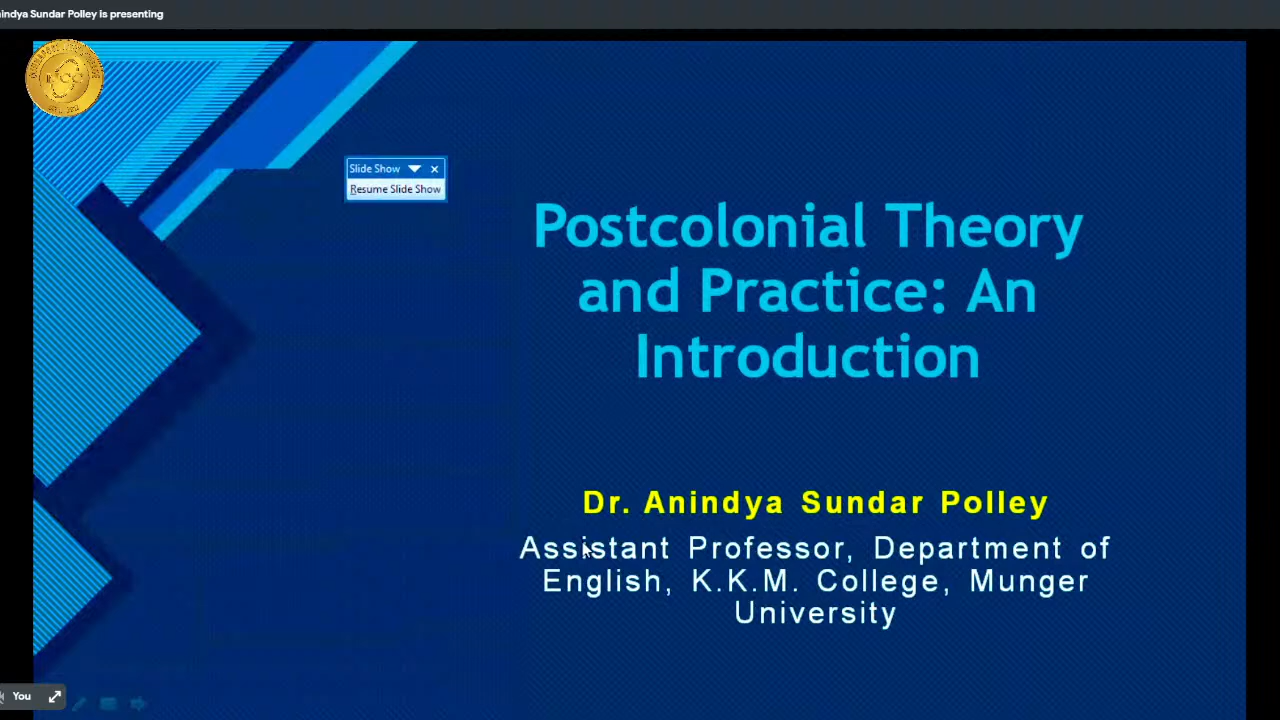 nindya Sundar Polley is presenting
Slide Show
Resume Slide Show
Postcolonial Theory
and Practice: An
Introduction
Dr. Anindya Sundar Polley
Assistant Professor, Department of
English, K.K.M. College, Munger
University
You